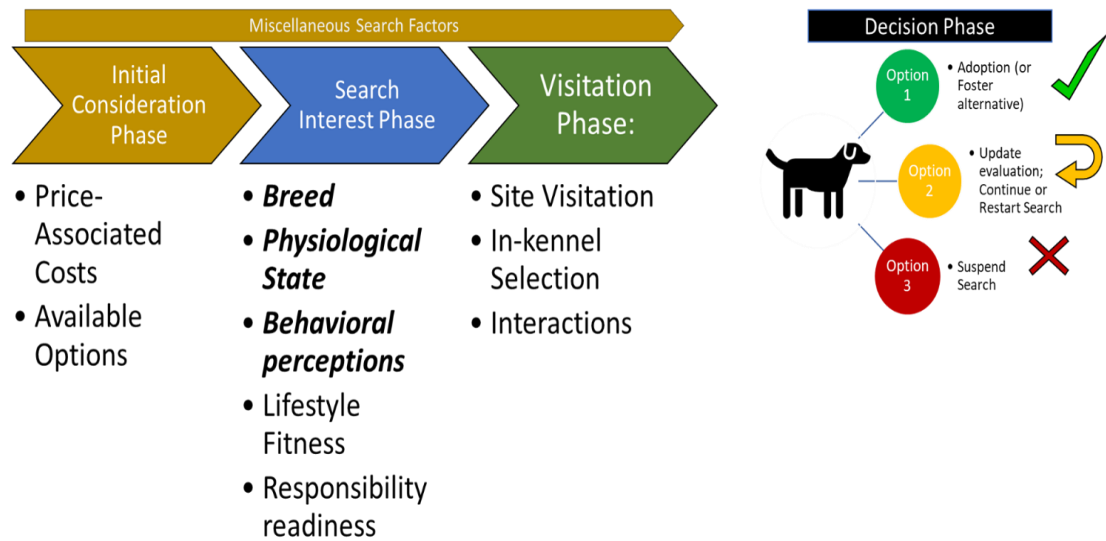 Miscellaneous Search Factors
Initial
Consideration
Phase
Search
Interest Phase
Visitation
Phase:
• Price-
Associated
Costs
• Available
Options
• Breed
• Physiological
State
• Behavioral
perceptions
• Lifestyle
Fitness
• Responsibility
readiness
• Site Visitation
• In-kennel
Selection
• Interactions
Decision Phase
Option
1
• Adoption (or
Foster
alternative)
Option
2
• Update
evaluation;
Continue or
Restart Search
Option
3
• Suspend
Search